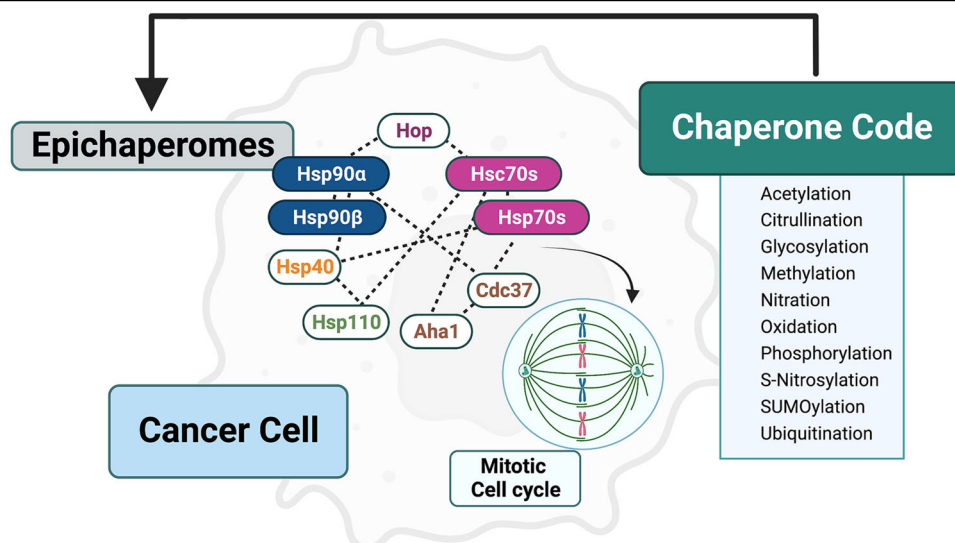 Epichaperomes
Chaperone Code
Hop
Hsp90α
Hsc70s
Hsp90β
Hsp70s
Hsp40
Cdc37
Hsp110
Aha1
Acetylation
Citrullination
Glycosylation
Methylation
Nitration
Oxidation
Phosphorylation
S-Nitrosylation
SUMOylation
Ubiquitination
Cancer Cell
Mitotic
Cell cycle